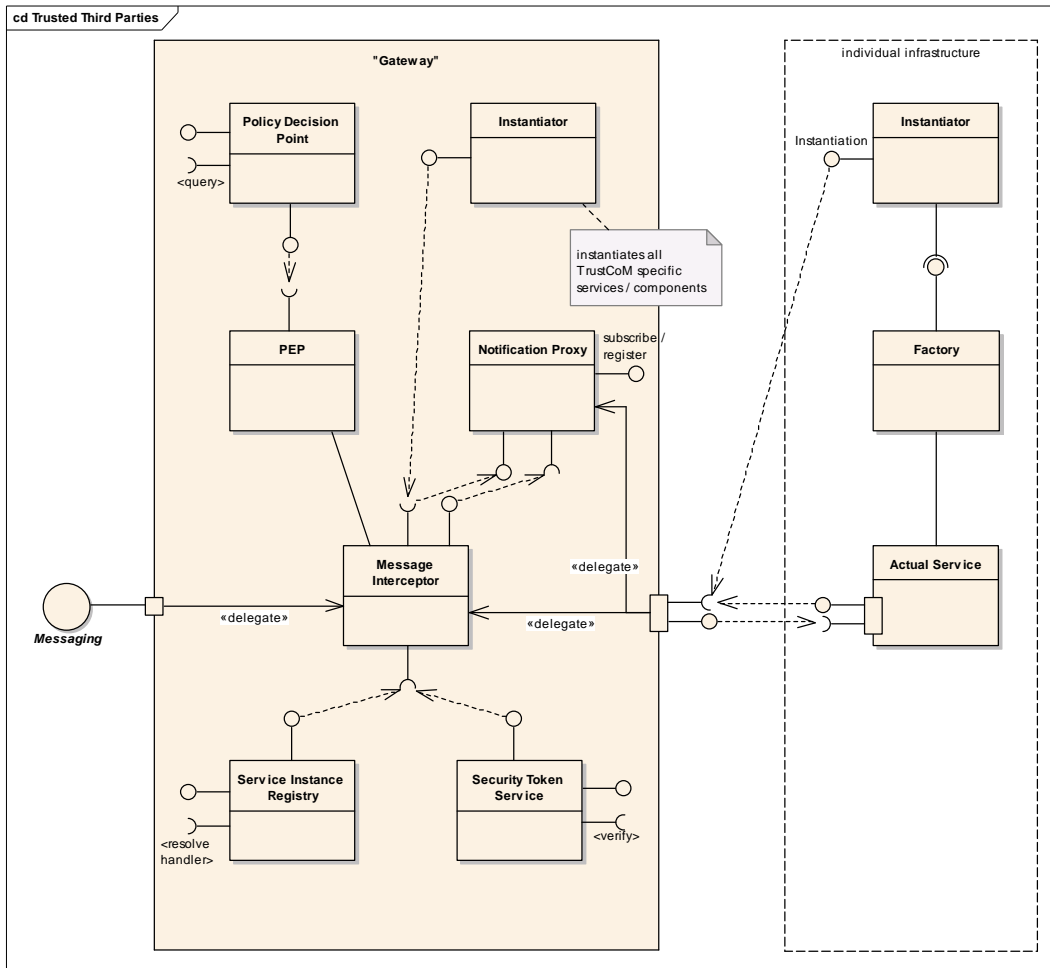 cd Trusted Third Parties
"Gateway"
individual infrastructure
Policy Decision
Point
<query>
Instantiator
Instantiation
Instantiator
instantiates all
TrustCoM specific
services / components
PEP
Notification Proxy
subscribe /
register
Factory
Message
Interceptor
«delegate»
Actual Service
Messaging
«delegate»
«delegate»
Service Instance
Registry
<resolve
handler>
Security Token
Service
<verify>